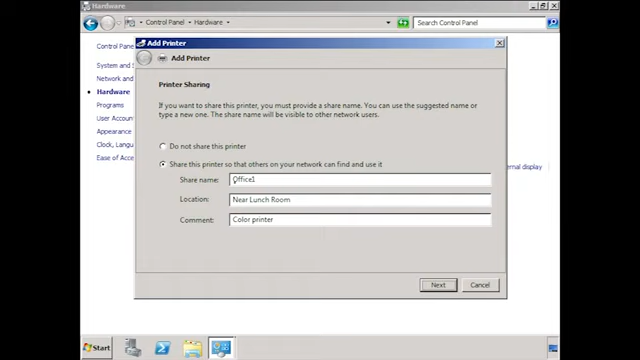 Hardware
Control Panel
Hardware
Search Control Panel
Control Panel
System and S
Network and
Hardware
Programs
User Accoun
Appearance
Clock, Langu
Ease of Acces
Add Printer
Add Printer
Printer Sharing
If you want to share this printer, you must provide a share name. You can use the suggested name or
type a new one. The share name will be visible to other network users.
Do not share this printer
Share this printer so that others on your network can find and use it
Share name: Office1
Location: Near Lunch Room
Comment: Color printer
Next
Cancel
ternal display
Start